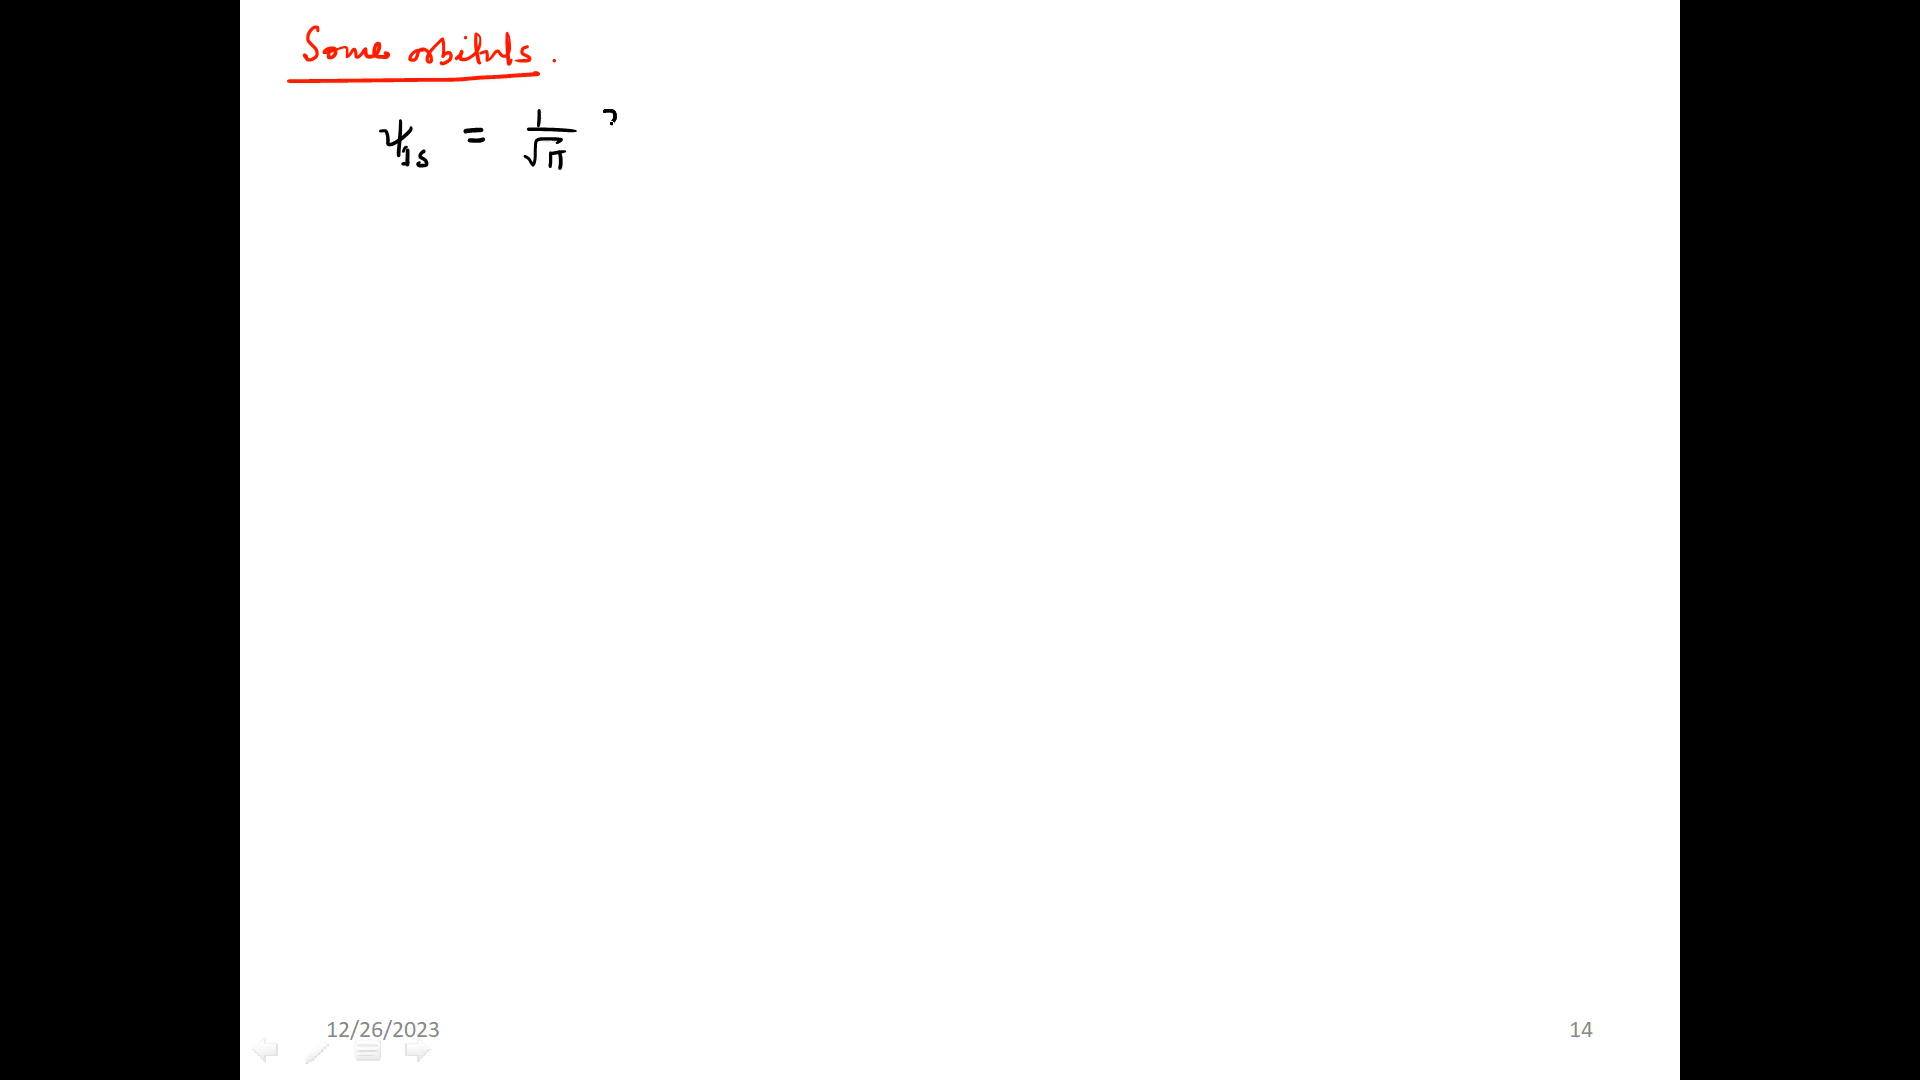 Some orbitals.
ψ1s = 1/√π
12/26/2023
14